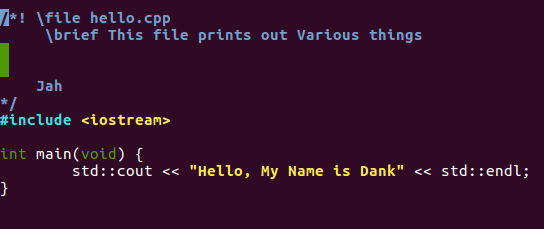 /*! \file hello.cpp
     \brief This file prints out Various things
    Jah
*/
#include <iostream>
int main(void) {
        std::cout << "Hello, My Name is Dank" << std::endl;
}